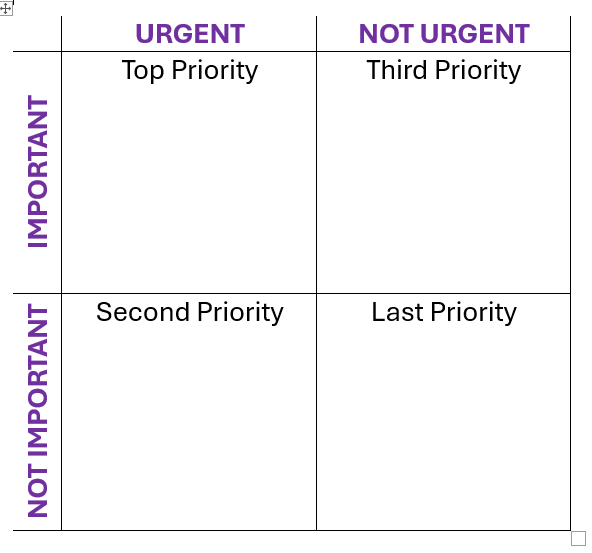 URGENT NOT URGENT
IMPORTANT
Top Priority Third Priority
NOT IMPORTANT
Second Priority Last Priority